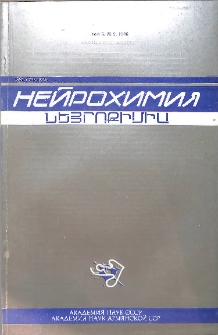 НЕЙРОХИМИЯ
ՆԵՅՐՈՔԻՄԻԱ
АКАДЕМИЯ НАУК СССР
АКАДЕМИЯ НАУК АРМЯНСКОЙ ССР